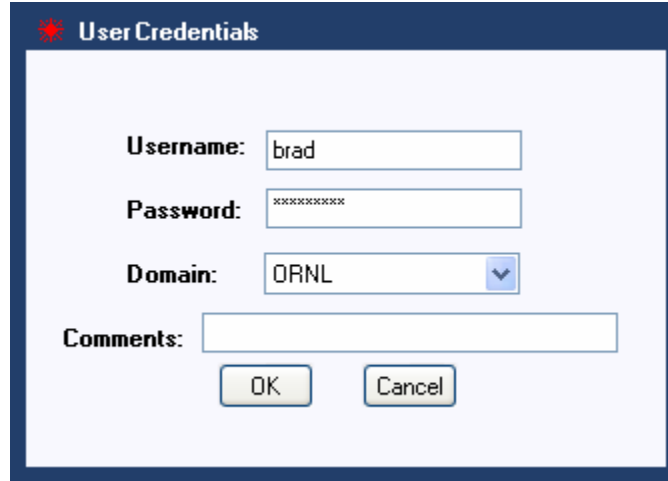 User Credentials
Username: brad
Password: *********
Domain: ORNL
Comments:
OK Cancel